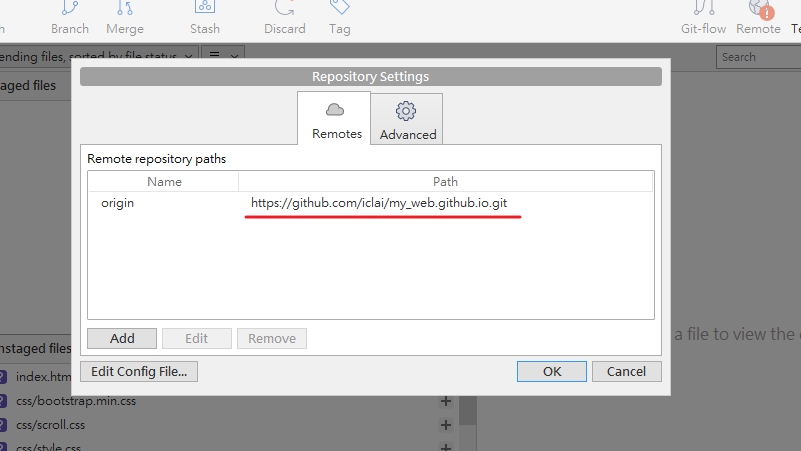 Branch
Merge
Stash
Discard
Tag
Git-flow
Remote
ending files, sorted by file status
Search
aged files
Repository Settings
Remotes
Advanced
Remote repository paths
Name
Path
origin
https://github.com/iclai/my_web.github.io.git
a file to view the
Add
Edit
Remove
nstaged files
Edit Config File...
OK
Cancel
index.htm
css/bootstrap.min.css
css/scroll.css
css/style.css